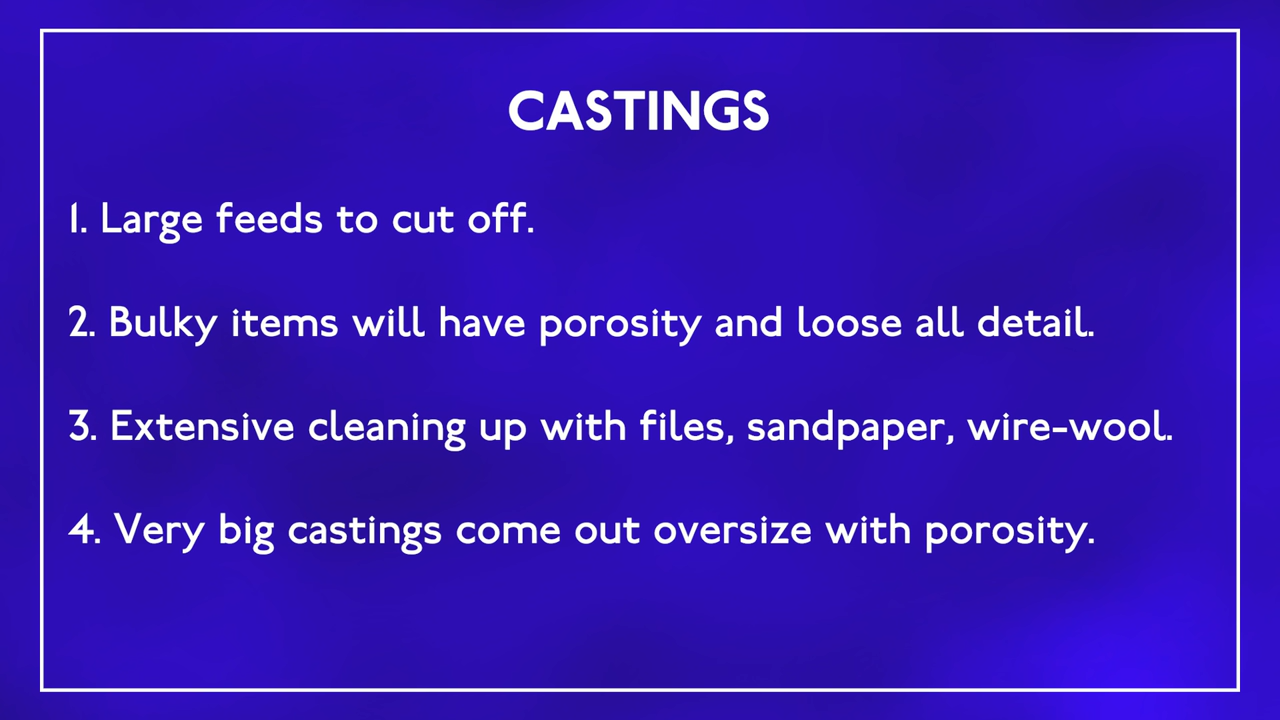 CASTINGS
1. Large feeds to cut off.
2. Bulky items will have porosity and loose all detail.
3. Extensive cleaning up with files, sandpaper, wire-wool.
4. Very big castings come out oversize with porosity.